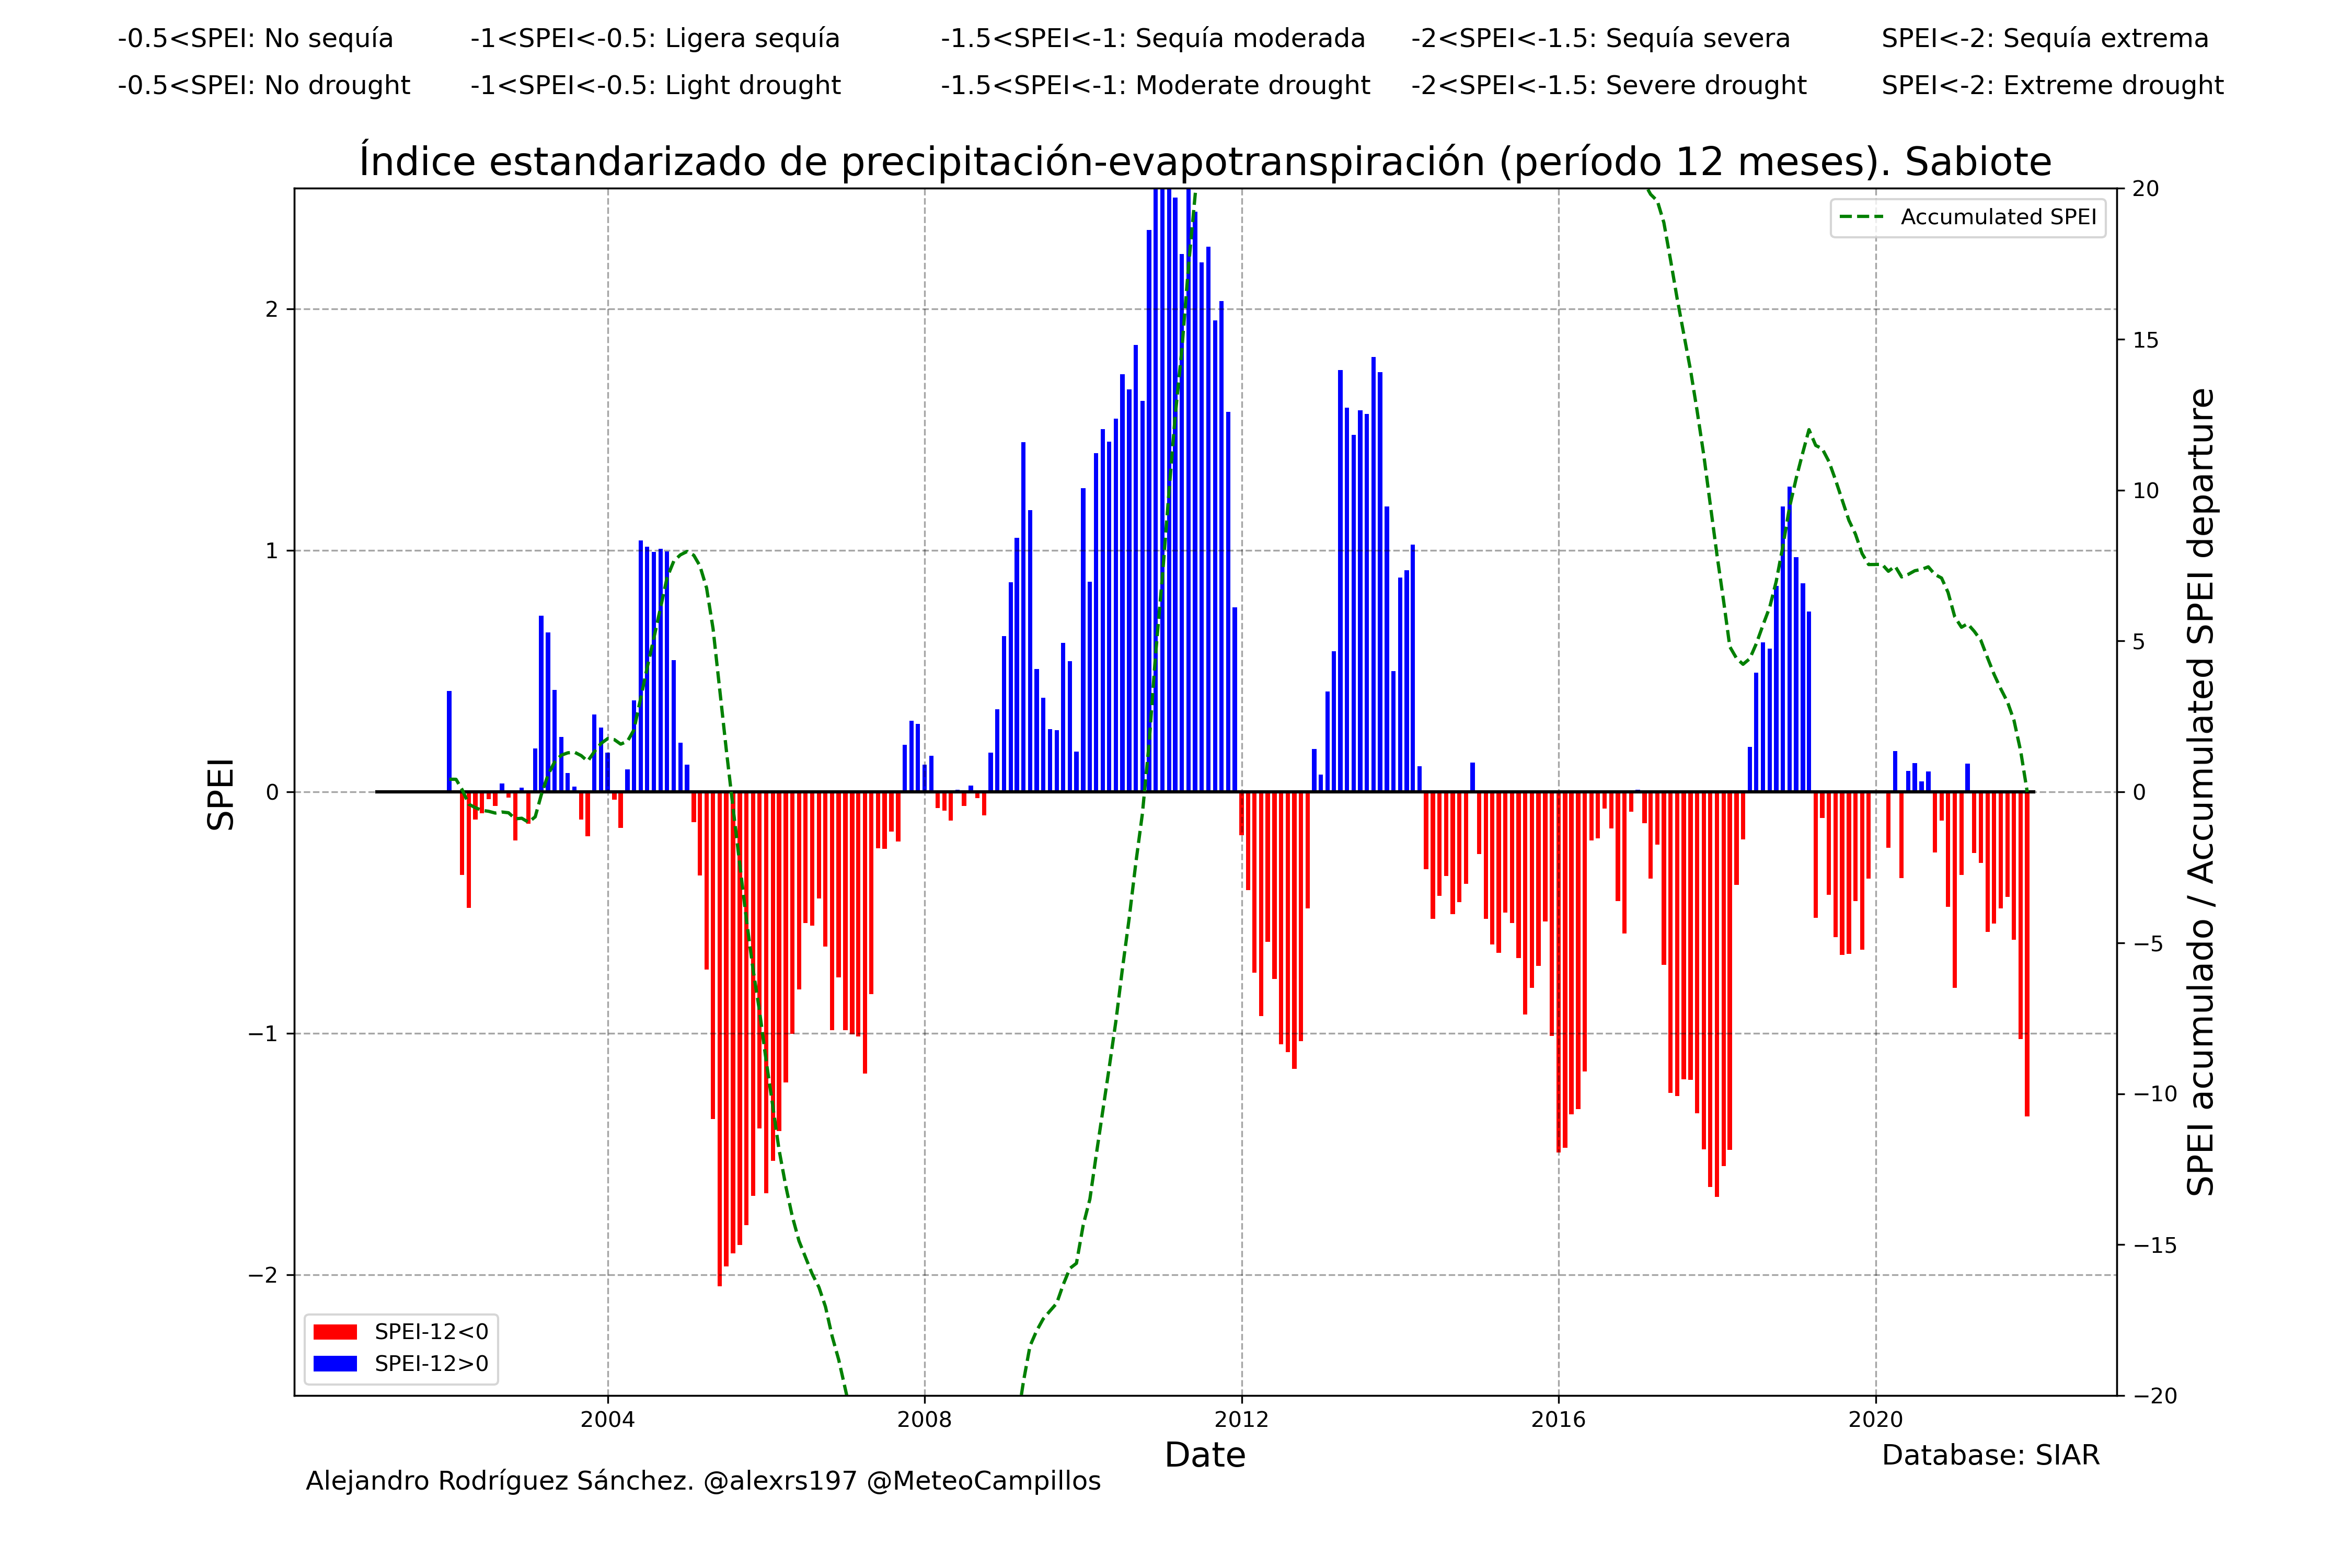 -0.5<SPEI: No sequía -1<SPEI<-0.5: Ligera sequía -1.5<SPEI<-1: Sequía moderada -2<SPEI<-1.5: Sequía severa SPEI<-2: Sequía extrema
-0.5<SPEI: No drought -1<SPEI<-0.5: Light drought -1.5<SPEI<-1: Moderate drought -2<SPEI<-1.5: Severe drought SPEI<-2: Extreme drought
Índice estandarizado de precipitación-evapotranspiración (período 12 meses). Sabiote
SPEI
2
1
0
−1
−2
Accumulated SPEI
SPEI-12<0
SPEI-12>0
20
15
10
5
0
−5
−10
−15
−20
SPEI acumulado / Accumulated SPEI departure
2004 2008 2012 2016 2020
Date
Database: SIAR
Alejandro Rodríguez Sánchez. @alexrs197 @MeteoCampillos